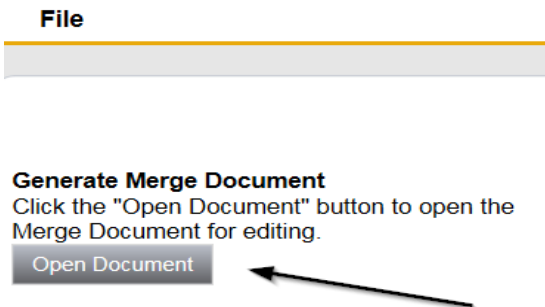 File
Generate Merge Document
Click the "Open Document" button to open the
Merge Document for editing.
Open Document